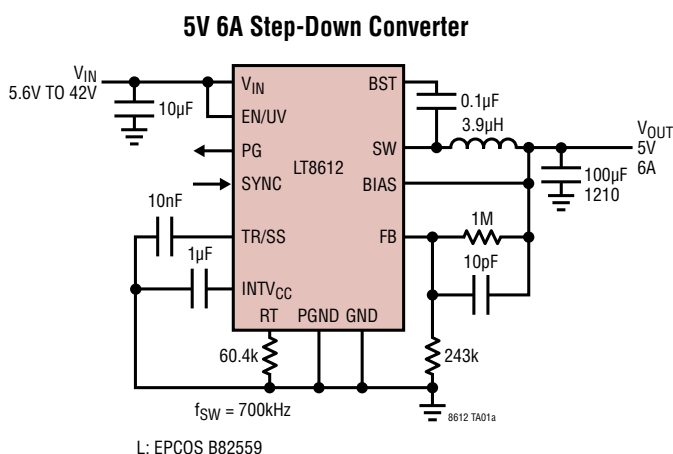 5V 6A Step-Down Converter
VIN
5.6V TO 42V
10µF
VIN
EN/UV
PG
SYNC
TR/SS
INTVCC
RT
PGND
GND
LT8612
BST
SW
BIAS
FB
0.1µF
3.9µH
VOUT
5V
6A
100µF
1210
10nF
1µF
1M
10pF
60.4k
243k
fSW = 700kHz
8612 TA01a
L: EPCOS B82559